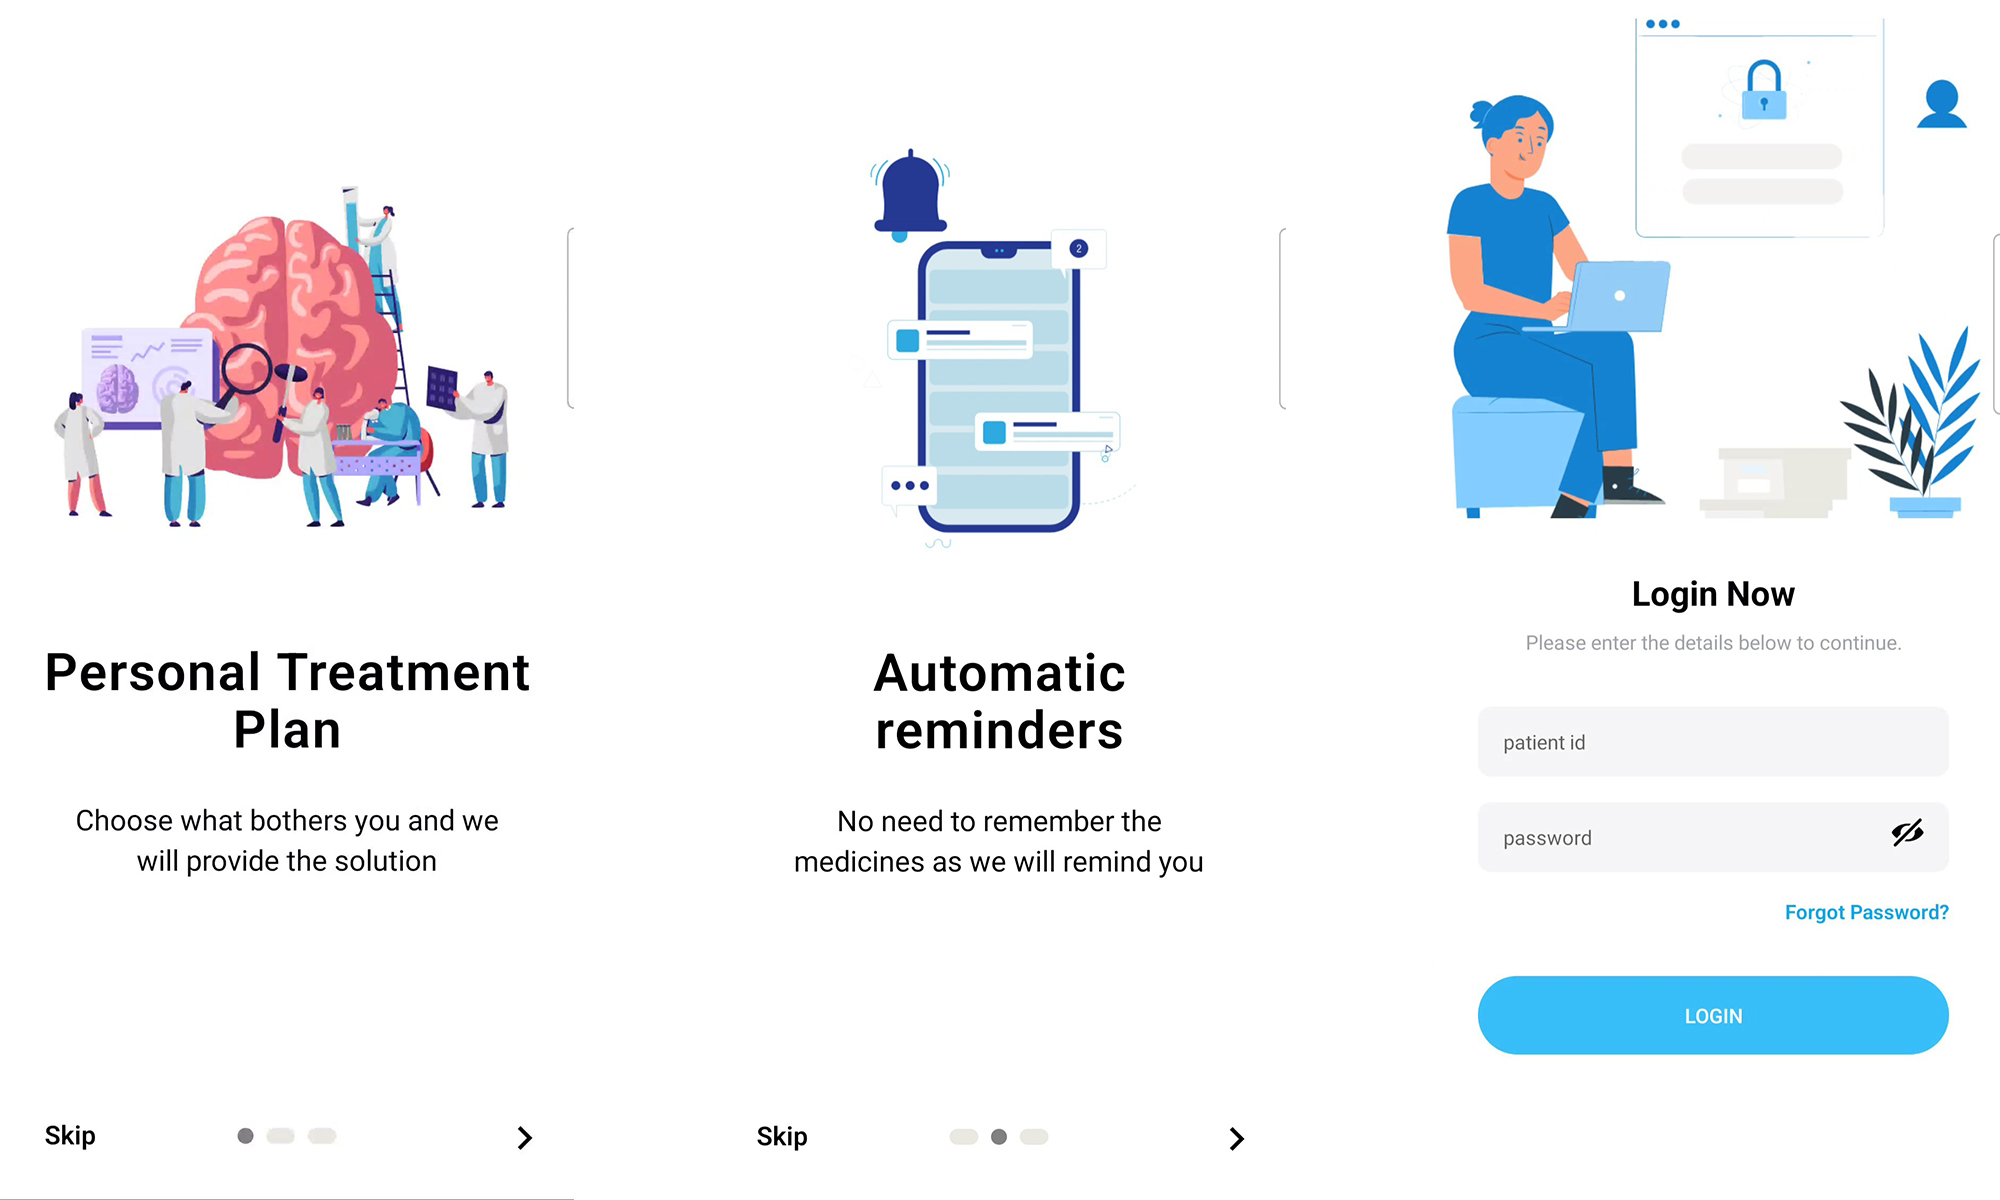 Personal Treatment
Plan
Choose what bothers you and we
will provide the solution
Skip
2
Automatic
reminders
No need to remember the
medicines as we will remind you
Skip
Login Now
Please enter the details below to continue.
patient id
password
Forgot Password?
LOGIN